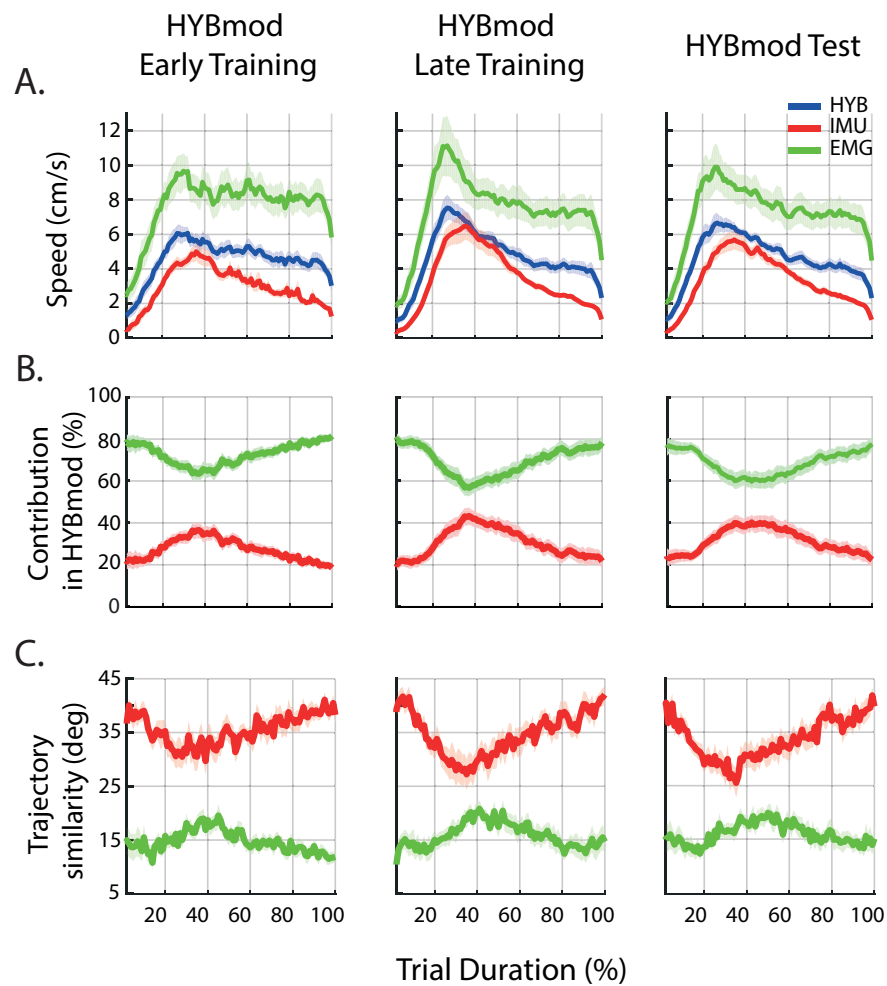 HYBmod
Early Training
HYBmod
Late Training
HYBmod Test
A.
HYB
IMU
EMG
Speed (cm/s)
12
10
8
6
4
2
0
B.
Contribution
in HYBmod (%)
100
80
60
40
20
0
C.
Trajectory
similarity (deg)
45
35
25
15
5
20 40 60 80 100
20 40 60 80 100
20 40 60 80 100
Trial Duration (%)